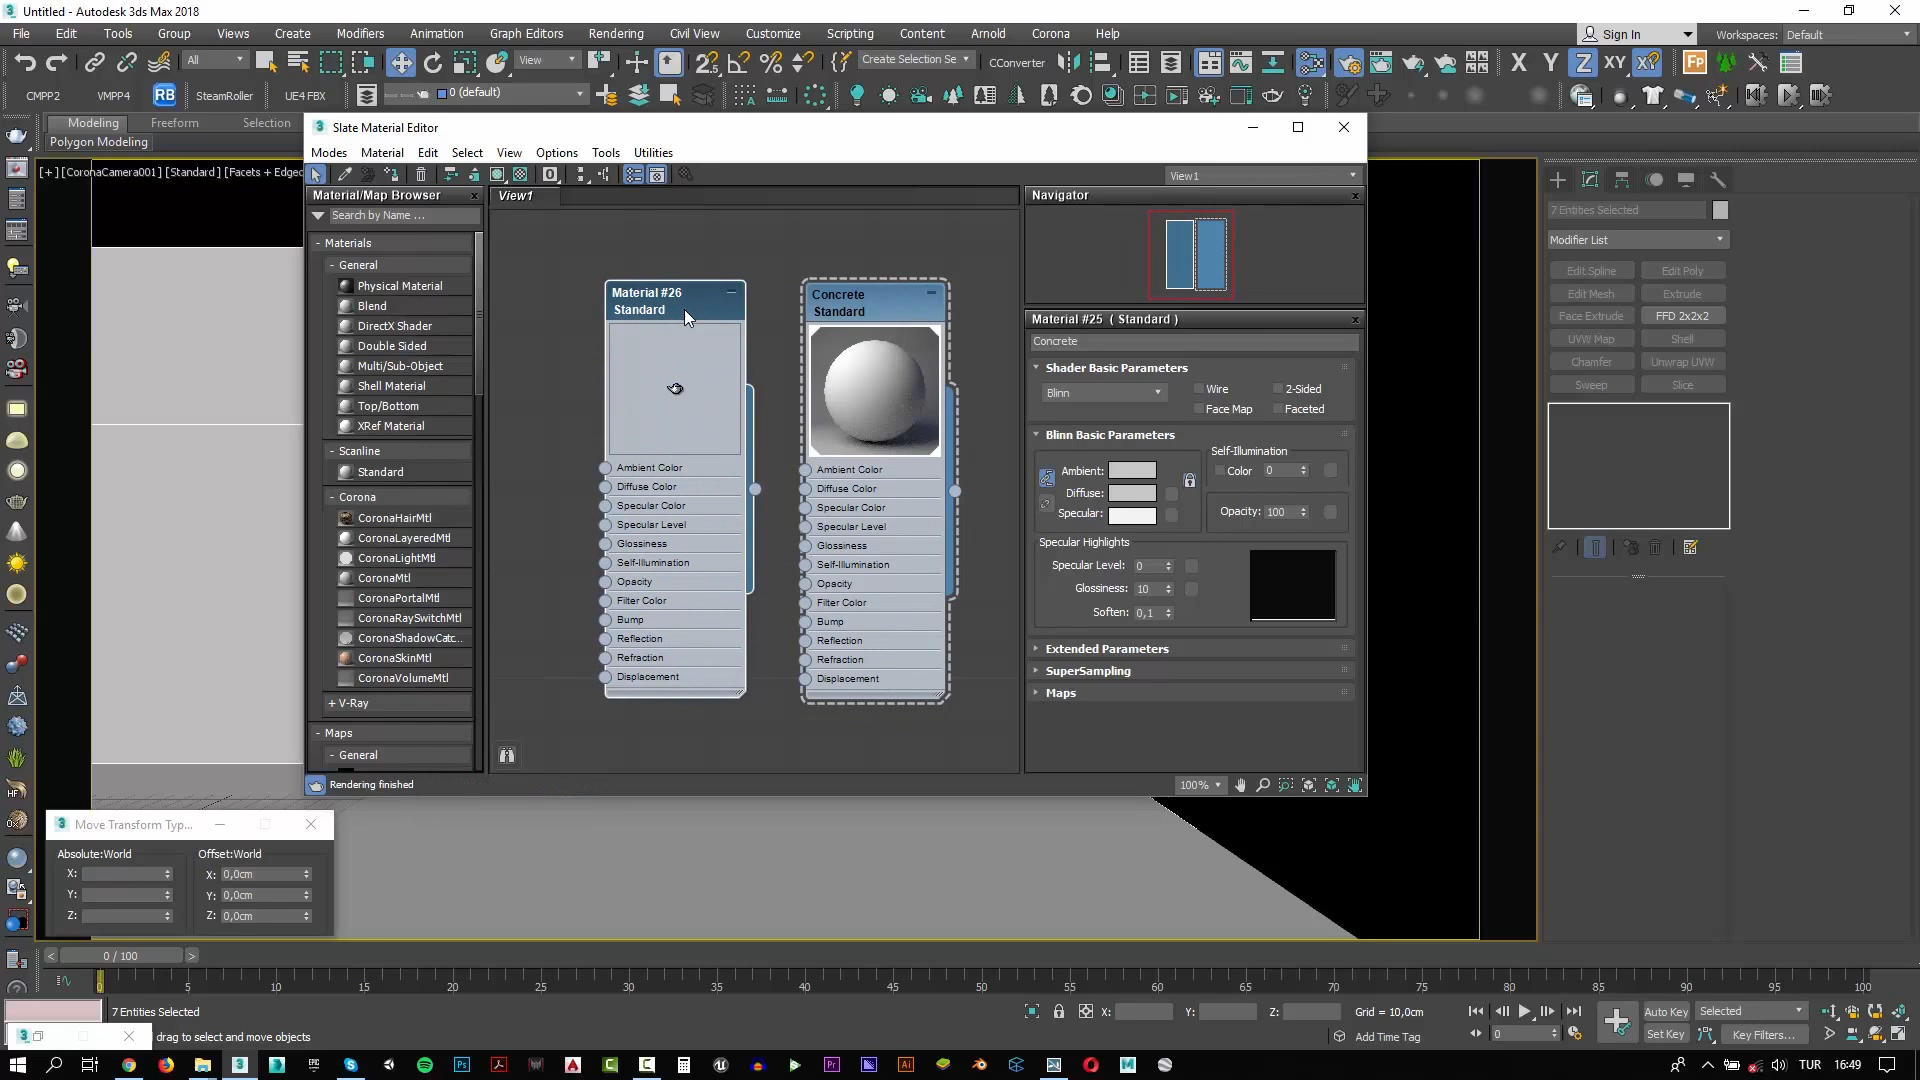 Untitled - Autodesk 3ds Max 2018
File Edit Tools Group Views Create Modifiers Animation Graph Editors Rendering Civil View Customize Scripting Content Arnold Corona Help
Sign In Workspaces: Default
All View Create Selection Se CConverter X Y Z XY
CMPP2 VMPP4 RB SteamRoller UE4 FBX 0 (default)
Modeling Freeform Selection
Polygon Modeling
[+] [CoronaCamera001] [Standard] [Facets + Edged
Slate Material Editor
Modes Material Edit Select View Options Tools Utilities
View1
Material/Map Browser
Search by Name ...
- Materials
- General
Physical Material
Blend
DirectX Shader
Double Sided
Multi/Sub-Object
Shell Material
Top/Bottom
XRef Material
- Scanline
Standard
- Corona
CoronaHairMtl
CoronaLayeredMtl
CoronaLightMtl
CoronaMtl
CoronaPortalMtl
CoronaRaySwitchMtl
CoronaShadowCatc...
CoronaSkinMtl
CoronaVolumeMtl
+ V-Ray
- Maps
- General
View1
Material #26
Standard
Ambient Color
Diffuse Color
Specular Color
Specular Level
Glossiness
Self-Illumination
Opacity
Filter Color
Bump
Reflection
Refraction
Displacement
Concrete
Standard
Ambient Color
Diffuse Color
Specular Color
Specular Level
Glossiness
Self-Illumination
Opacity
Filter Color
Bump
Reflection
Refraction
Displacement
Navigator
Material #25 ( Standard )
Concrete
Shader Basic Parameters
Blinn Wire 2-Sided
Face Map Faceted
Blinn Basic Parameters
Self-Illumination
Ambient: Color 0
Diffuse:
Specular: Opacity: 100
Specular Highlights
Specular Level: 0
Glossiness: 10
Soften: 0,1
Extended Parameters
SuperSampling
Maps
Rendering finished 100%
7 Entities Selected
Modifier List
Edit Spline Edit Poly
Edit Mesh Extrude
Face Extrude FFD 2x2x2
UVW Map Shell
Chamfer Unwrap UVW
Sweep Slice
Move Transform Typ...
Absolute:World Offset:World
X: X: 0,0cm
Y: Y: 0,0cm
Z: Z: 0,0cm
< 0 / 100 >
0 5 10 15 20 25 30 35 40 45 50 55 60 65 70 75 80 85 90 95 100
7 Entities Selected X: Y: Z: Grid = 10,0cm Auto Key Selected
drag to select and move objects Add Time Tag 0 Set Key Key Filters...
TUR 16:49